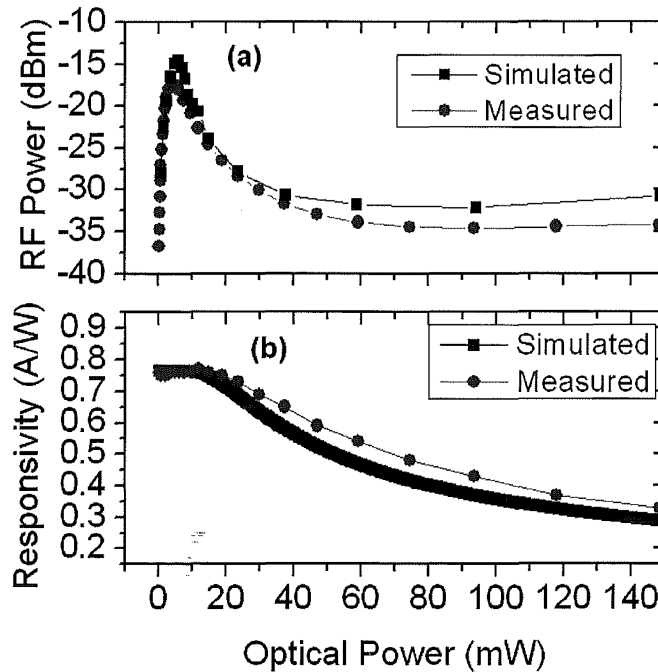 -10
-15
-20
-25
-30
-35
-40
RF Power (dBm)
(a)
Simulated
Measured
0.9
0.8
0.7
0.6
0.5
0.4
0.3
0.2
Responsivity (A/W)
(b)
Simulated
Measured
0 20 40 60 80 100 120 140
Optical Power (mW)